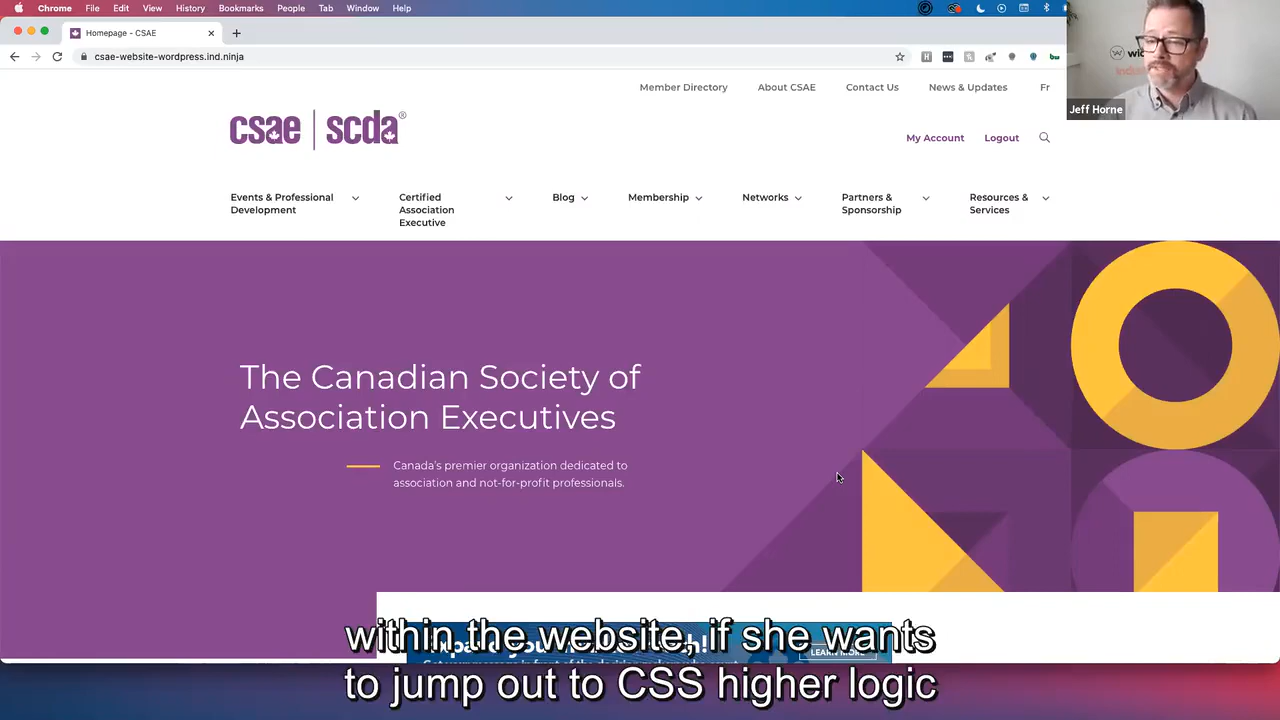 Chrome File Edit View History Bookmarks People Tab Window Help
Homepage - CSAE
csae-website-wordpress.ind.ninja
Member Directory About CSAE Contact Us News & Updates Fr
csae | scda®
My Account Logout
Events & Professional
Development
Certified
Association
Executive
Blog
Membership
Networks
Partners &
Sponsorship
Resources &
Services
Jeff Horne
The Canadian Society of
Association Executives
Canada's premier organization dedicated to
association and not-for-profit professionals.
LEARN MORE
within the website, if she wants
to jump out to CSS higher logic